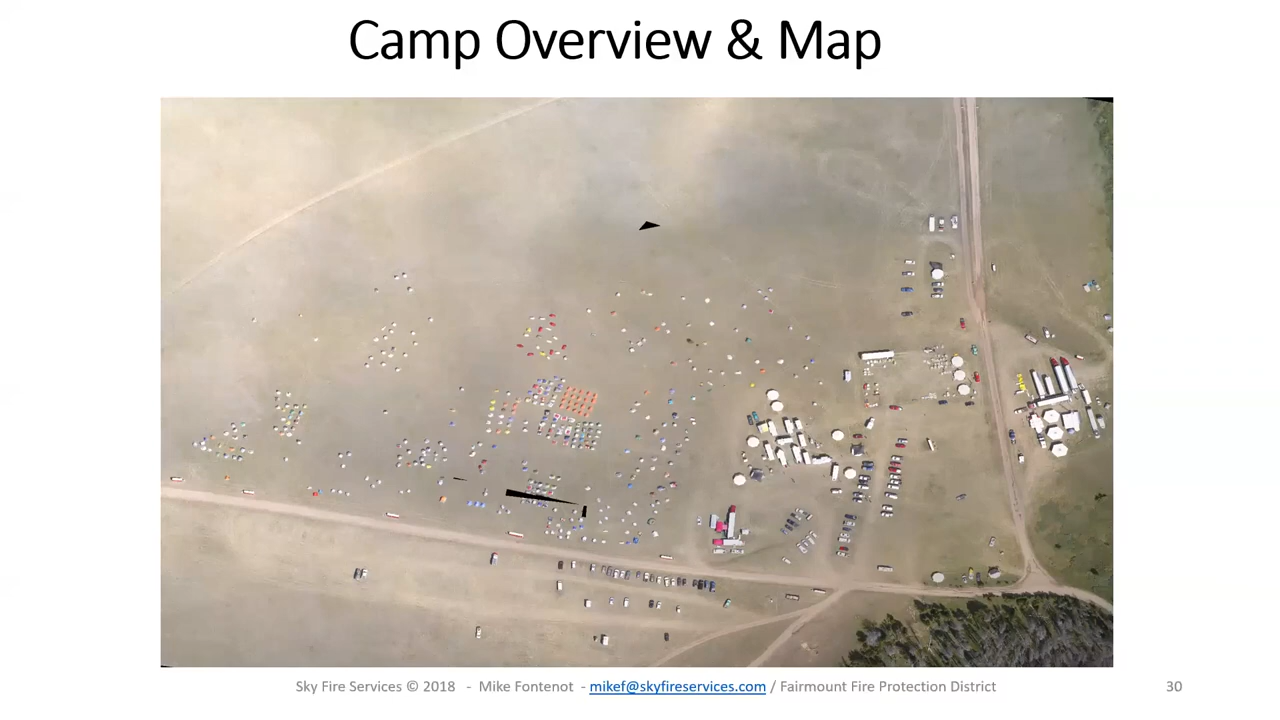 Camp Overview & Map
Sky Fire Services © 2018 - Mike Fontenot - mikef@skyfireservices.com / Fairmount Fire Protection District
30